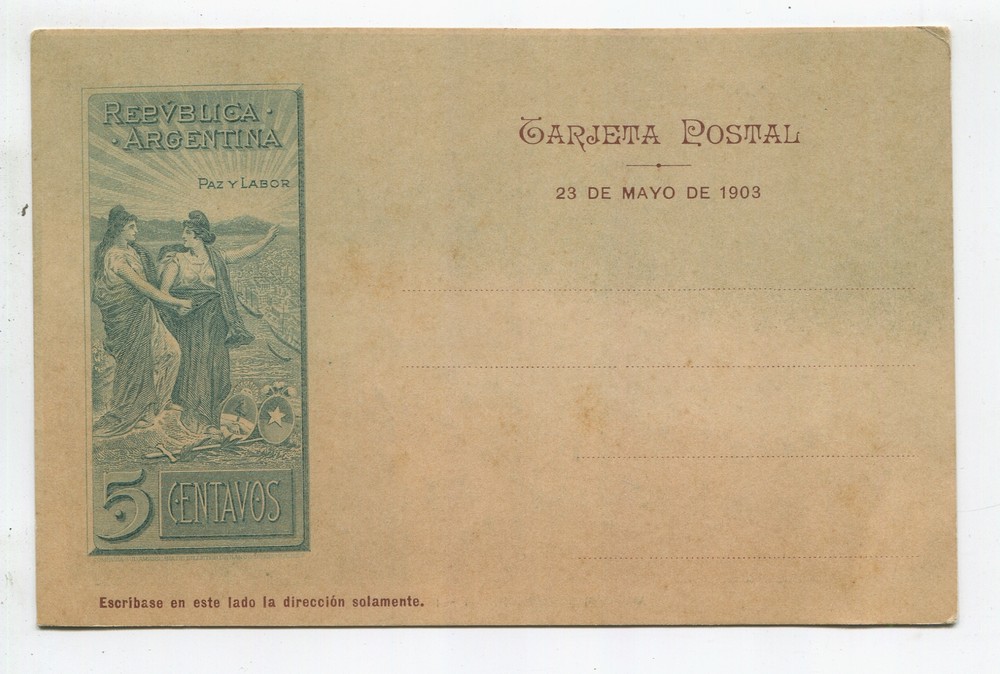 REPVBLICA ·
· ARGENTINA
PAZ Y LABOR
5 CENTAVOS
TARJETA POSTAL
23 DE MAYO DE 1903
Escribase en este lado la dirección solamente.